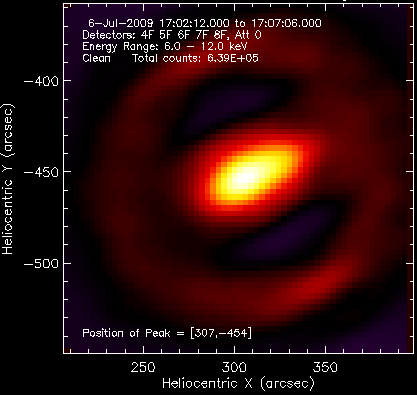 6-Jul-2009 17:02:12.000 to 17:07:06.000
Detectors: 4F 5F 6F 7F 8F, Att 0
Energy Range: 6.0 - 12.0 keV
Clean Total counts: 6.39E+05
-400
-450
-500
Heliocentric Y (arcsec)
Position of Peak = [307,-454]
250 300 350
Heliocentric X (arcsec)